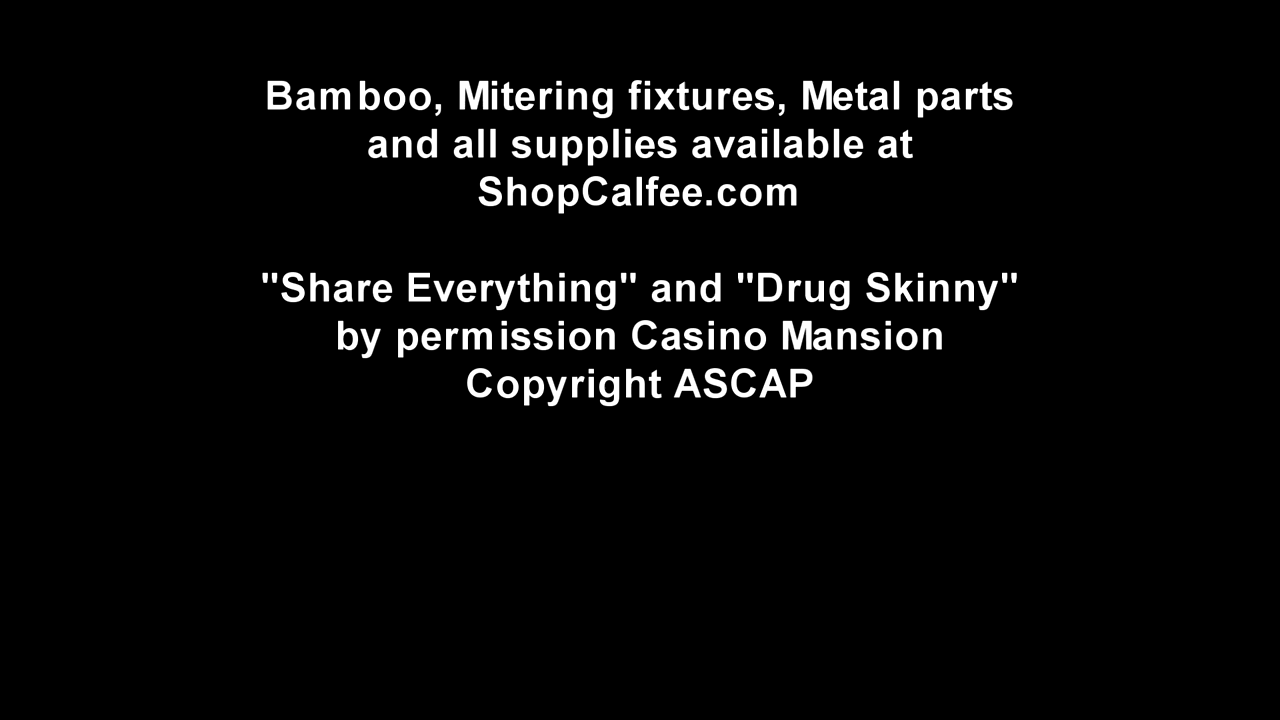 Bamboo, Mitering fixtures, Metal parts
and all supplies available at
ShopCalfee.com
"Share Everything" and "Drug Skinny"
by permission Casino Mansion
Copyright ASCAP